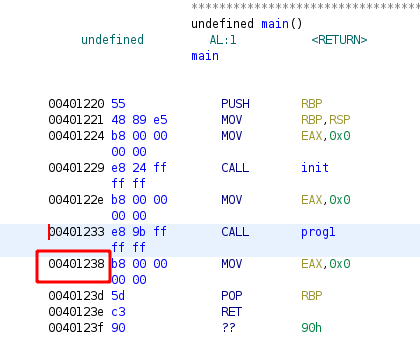 *********************************
undefined main()
undefined AL:1 <RETURN>
main
00401220 55 PUSH RBP
00401221 48 89 e5 MOV RBP,RSP
00401224 b8 00 00 MOV EAX,0x0
00 00
00401229 e8 24 ff CALL init
ff ff
0040122e b8 00 00 MOV EAX,0x0
00 00
00401233 e8 9b ff CALL prog1
ff ff
00401238 b8 00 00 MOV EAX,0x0
00 00
0040123d 5d POP RBP
0040123e c3 RET
0040123f 90 ?? 90h